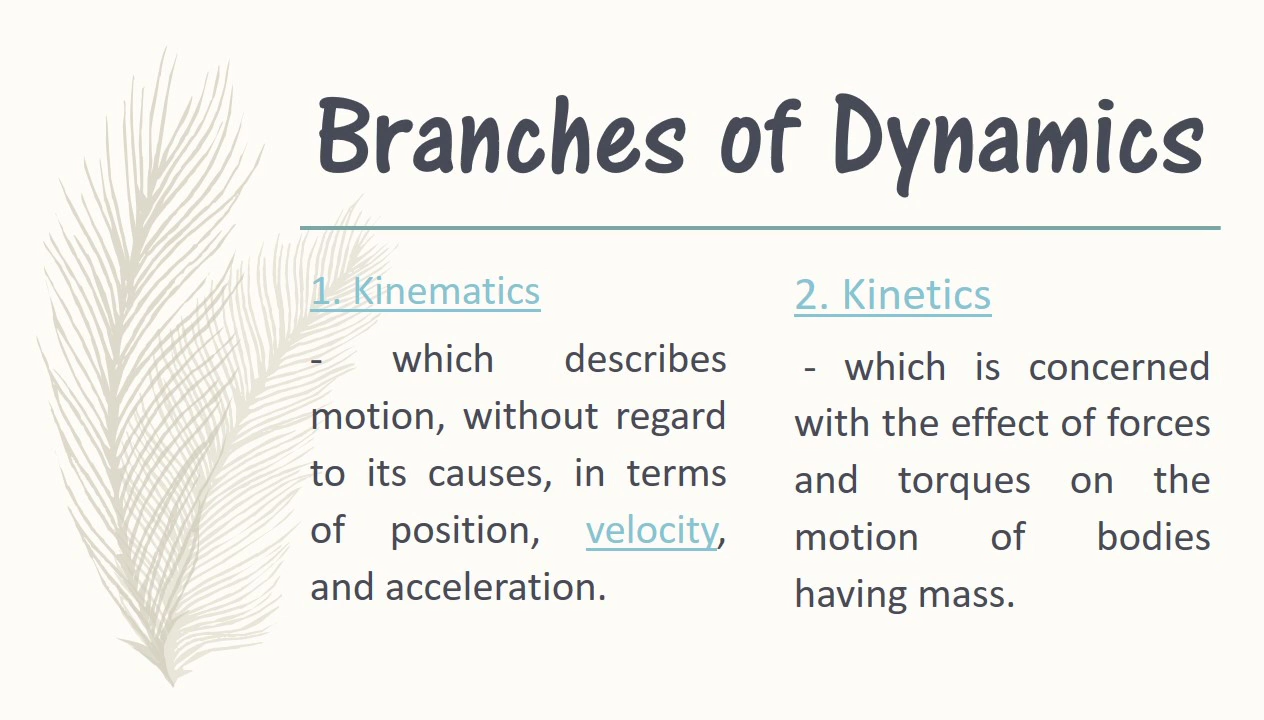 Branches of Dynamics
1. Kinematics
- which describes
motion, without regard
to its causes, in terms
of position, velocity,
and acceleration.
2. Kinetics
- which is concerned
with the effect of forces
and torques on the
motion of bodies
having mass.